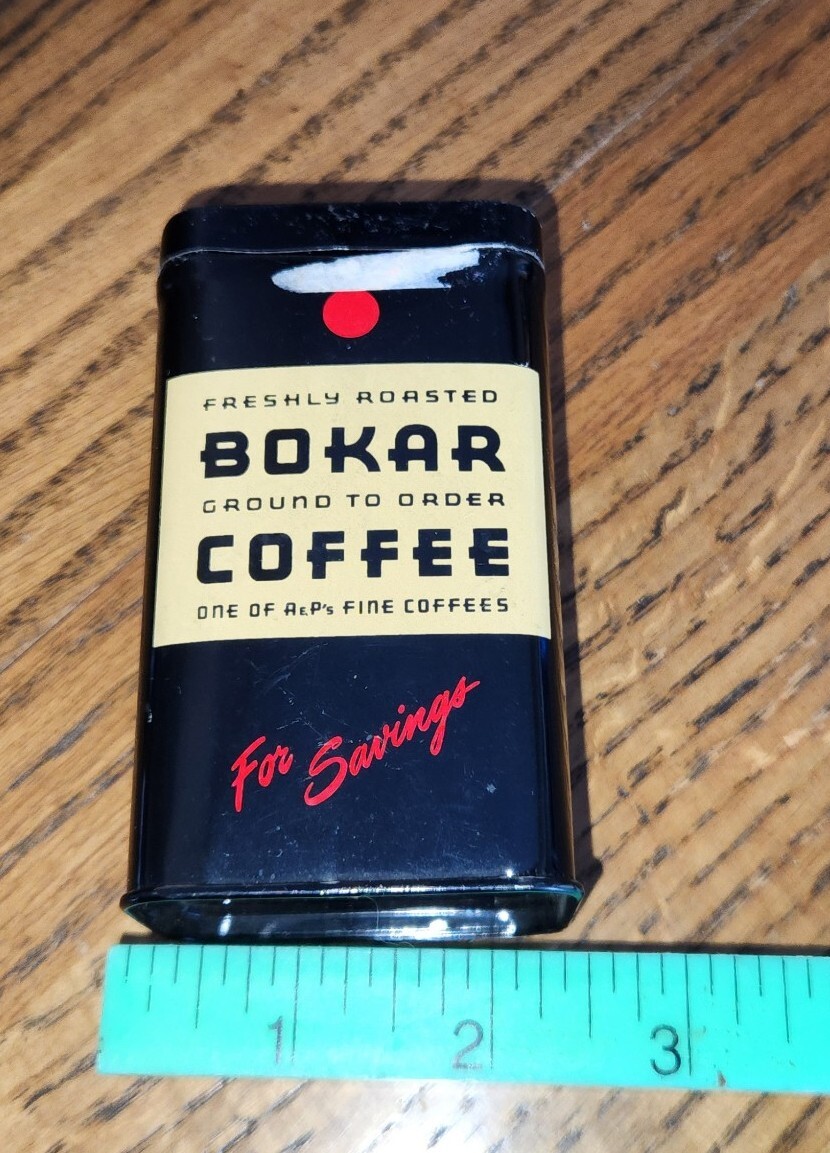 FRESHLY ROASTED
BOKAR
GROUND TO ORDER
COFFEE
ONE OF A&P's FINE COFFEES
For Savings
1 2 3